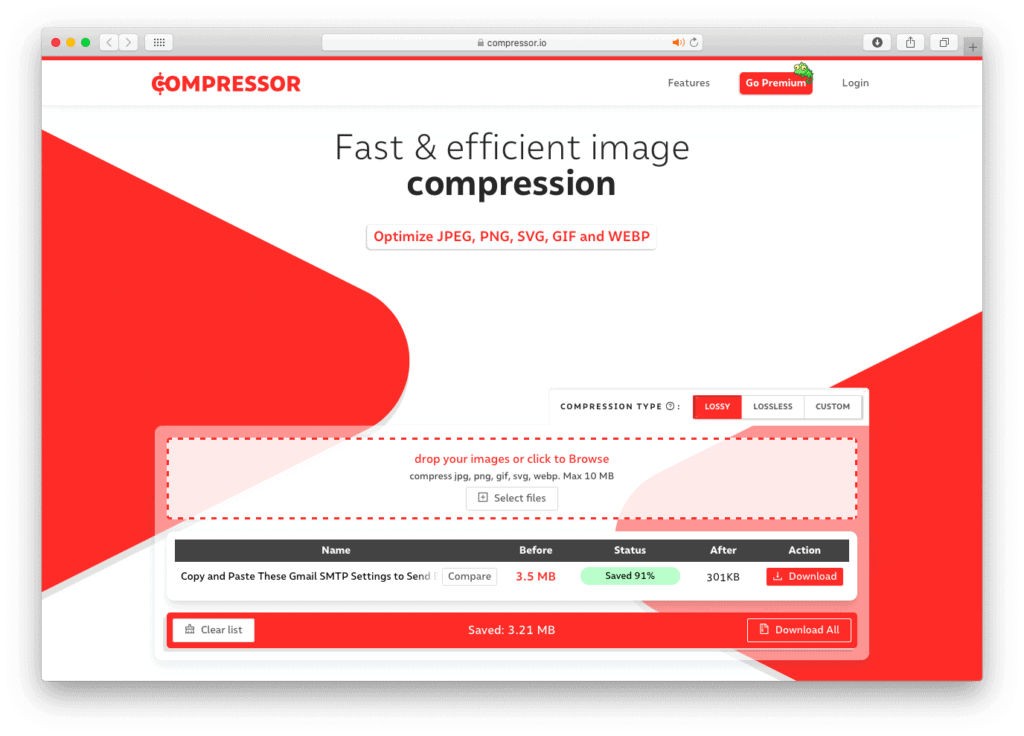 compressor.io
COMPRESSOR
Features
Go Premium
Login
Fast & efficient image
compression
Optimize JPEG, PNG, SVG, GIF and WEBP
COMPRESSION TYPE ? :
LOSSY
LOSSLESS
CUSTOM
drop your images or click to Browse
compress jpg, png, gif, svg, webp. Max 10 MB
Select files
Name Before Status After Action
Copy and Paste These Gmail SMTP Settings to Send Compare 3.5 MB Saved 91% 301KB Download
Clear list
Saved: 3.21 MB
Download All